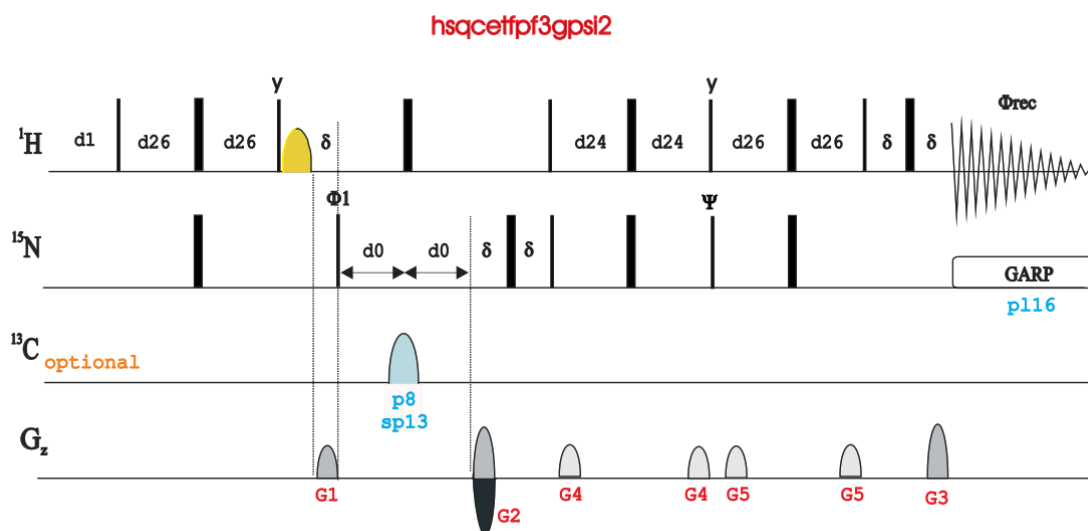 hsqcetfpf3gpsi2
y y Φrec
¹H d1 d26 d26 δ d24 d24 d26 d26 δ δ
Φ1 Ψ
¹⁵N d0 d0 δ δ GARP
pl16
¹³C optional
p8
sp13
Gz
G1 G2 G4 G4 G5 G5 G3